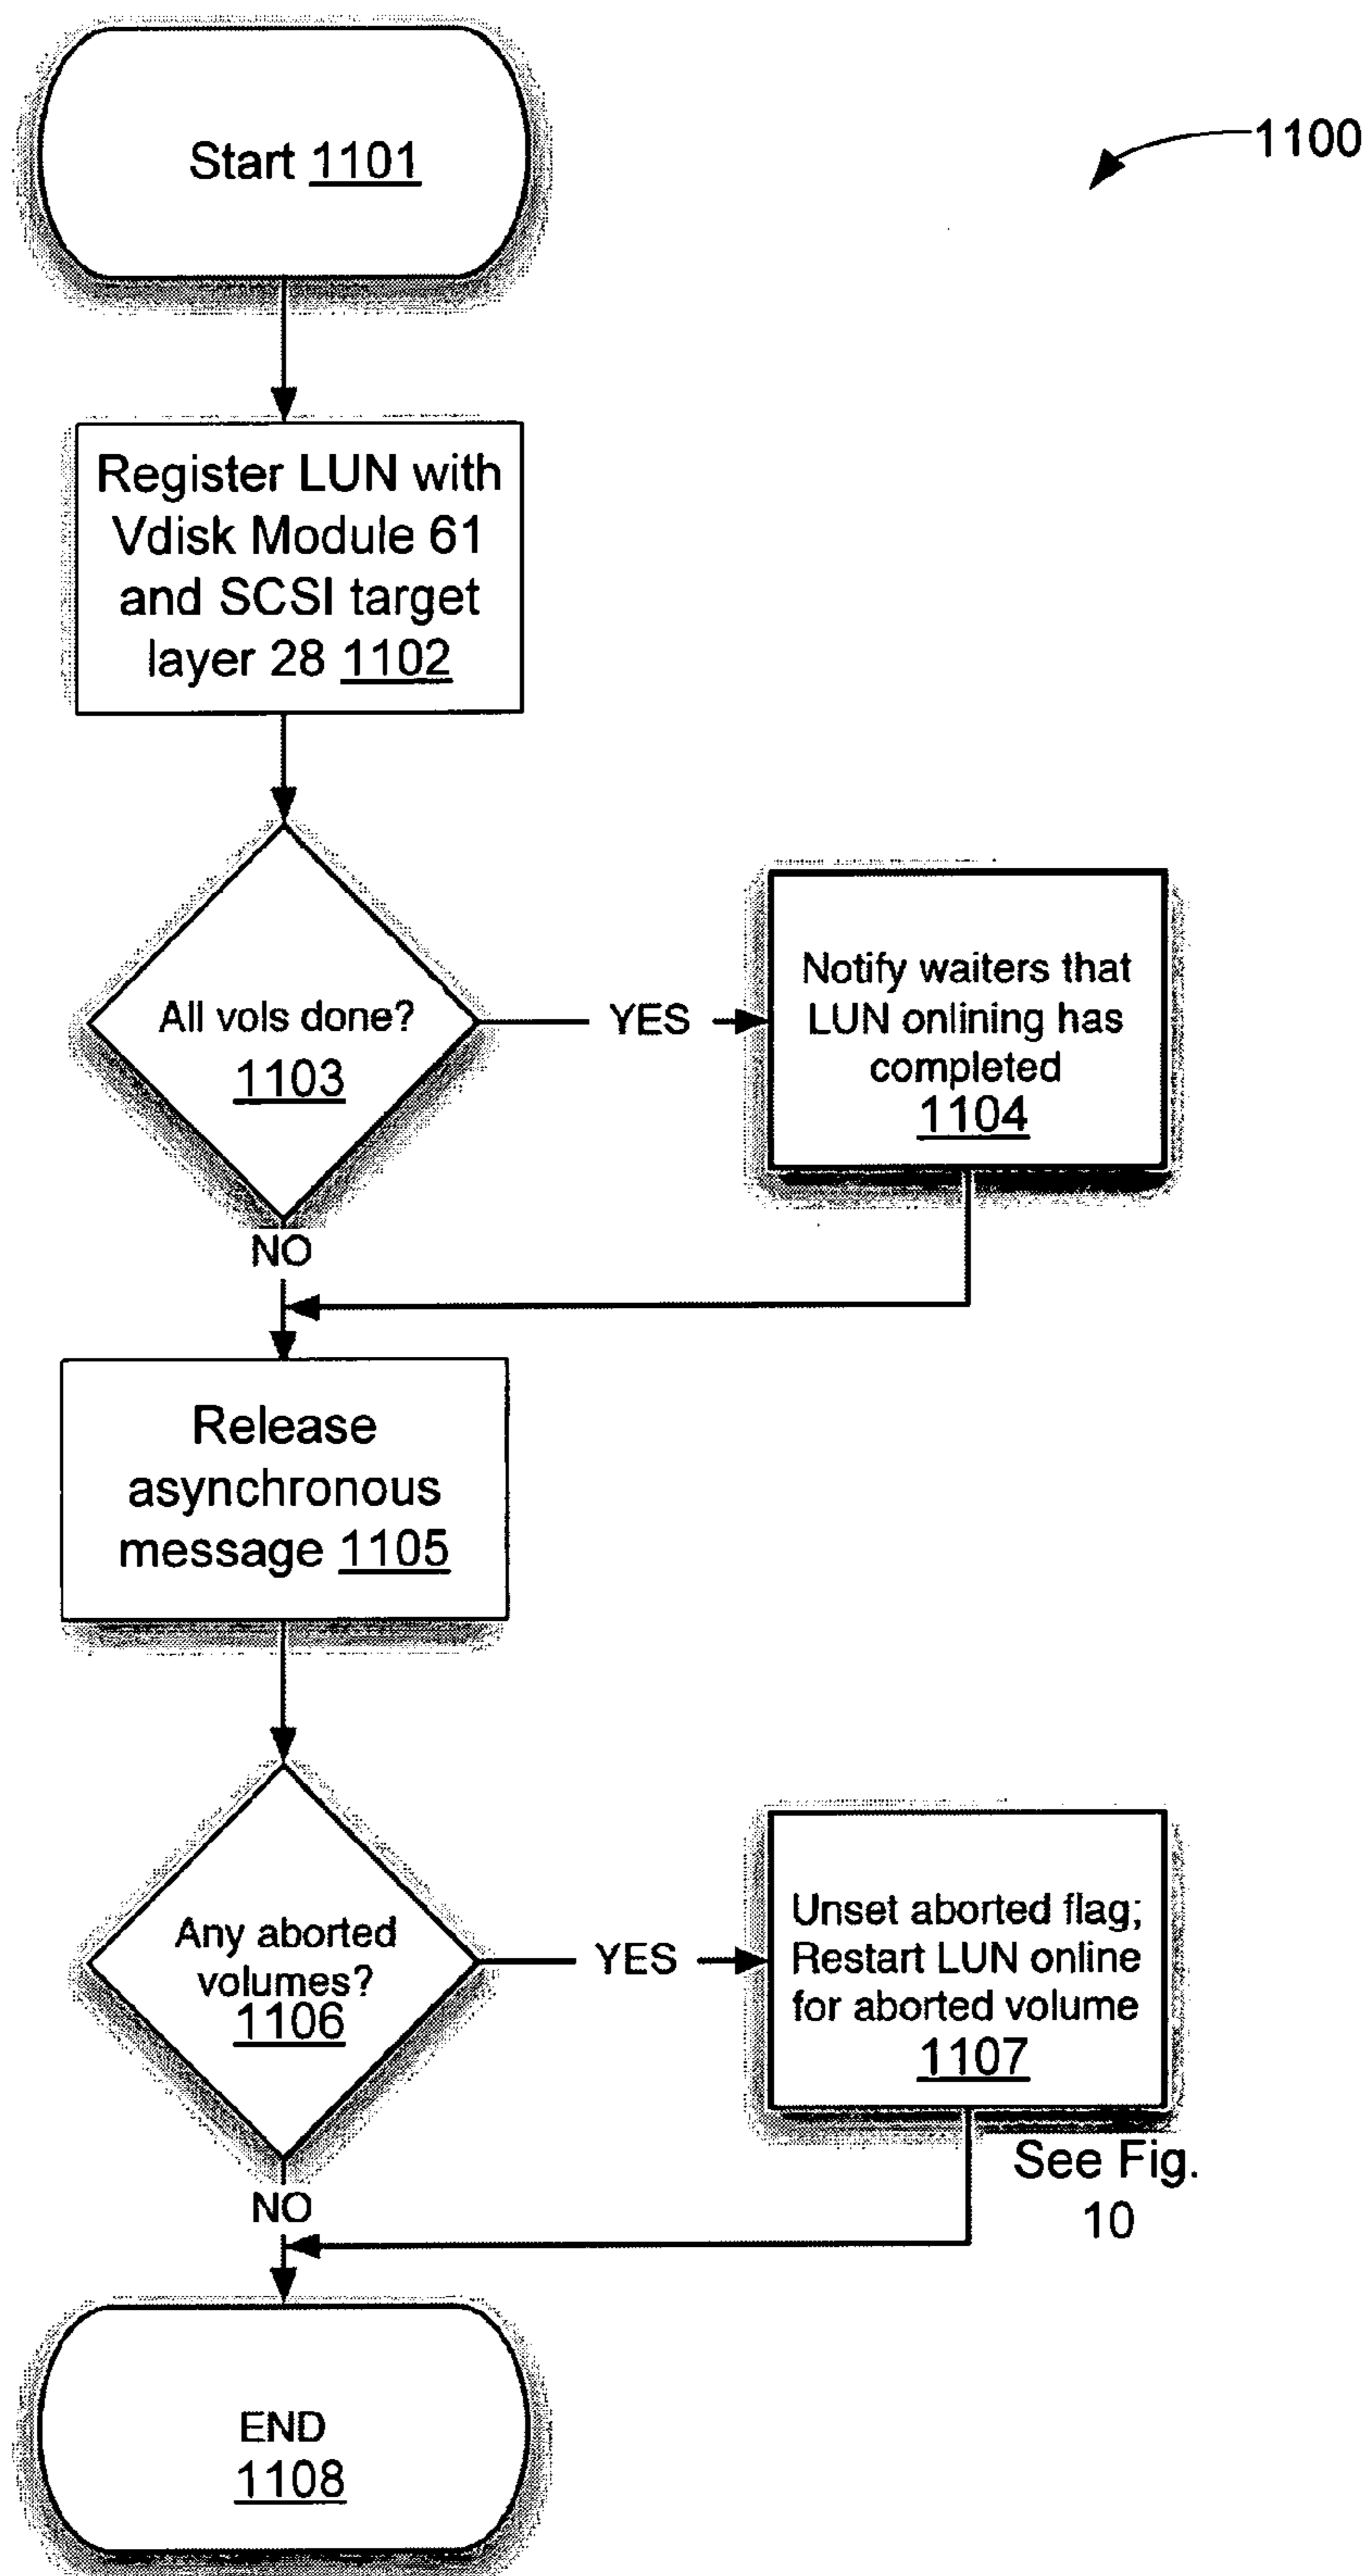 Start 1101
1100
Register LUN with
Vdisk Module 61
and SCSI target
layer 28 1102
All vols done?
1103
YES
Notify waiters that
LUN onlining has
completed
1104
NO
Release
asynchronous
message 1105
Any aborted
volumes?
1106
YES
Unset aborted flag;
Restart LUN online
for aborted volume
1107
See Fig.
10
NO
END
1108